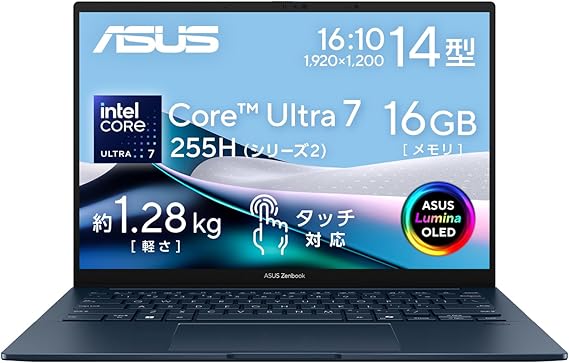 ASUS
16:10 14型
1,920×1,200
intel
CORE
ULTRA 7
Core™ Ultra 7
255H (シリーズ2)
16GB
[メモリ]
約1.28kg
[軽さ]
タッチ
対応
ASUS
Lumina
OLED
ASUS Zenbook